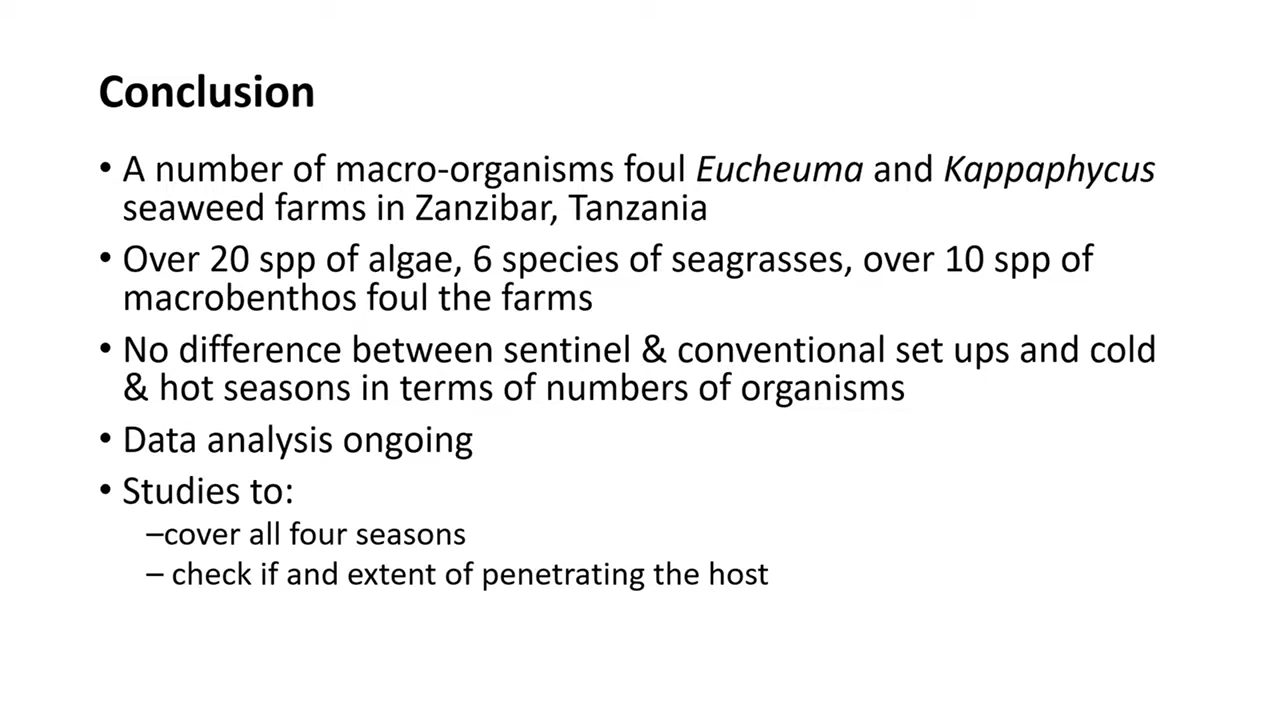 Conclusion
• A number of macro-organisms foul Eucheuma and Kappaphycus
seaweed farms in Zanzibar, Tanzania
• Over 20 spp of algae, 6 species of seagrasses, over 10 spp of
macrobenthos foul the farms
• No difference between sentinel & conventional set ups and cold
& hot seasons in terms of numbers of organisms
• Data analysis ongoing
• Studies to:
–cover all four seasons
– check if and extent of penetrating the host